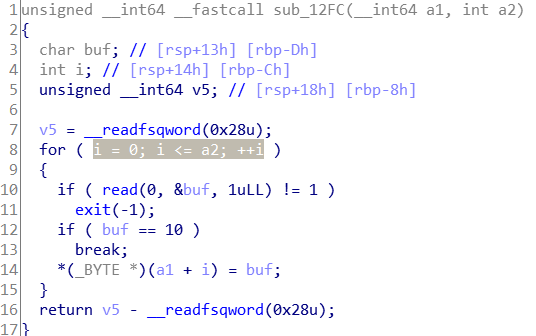 1 unsigned __int64 __fastcall sub_12FC(__int64 a1, int a2)
2 {
3   char buf; // [rsp+13h] [rbp-Dh]
4   int i; // [rsp+14h] [rbp-Ch]
5   unsigned __int64 v5; // [rsp+18h] [rbp-8h]
6
7   v5 = __readfsqword(0x28u);
8   for ( i = 0; i <= a2; ++i )
9   {
10     if ( read(0, &buf, 1uLL) != 1 )
11       exit(-1);
12     if ( buf == 10 )
13       break;
14     *(_BYTE *)(a1 + i) = buf;
15   }
16   return v5 - __readfsqword(0x28u);
17 }